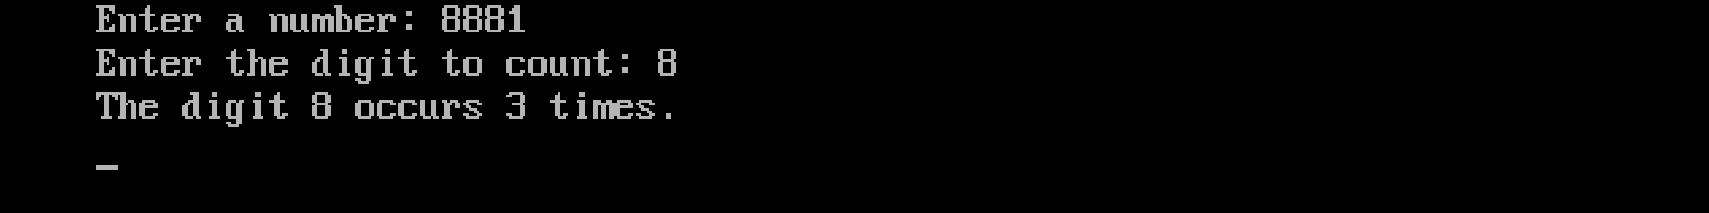 Enter a number: 8881
Enter the digit to count: 8
The digit 8 occurs 3 times.
_